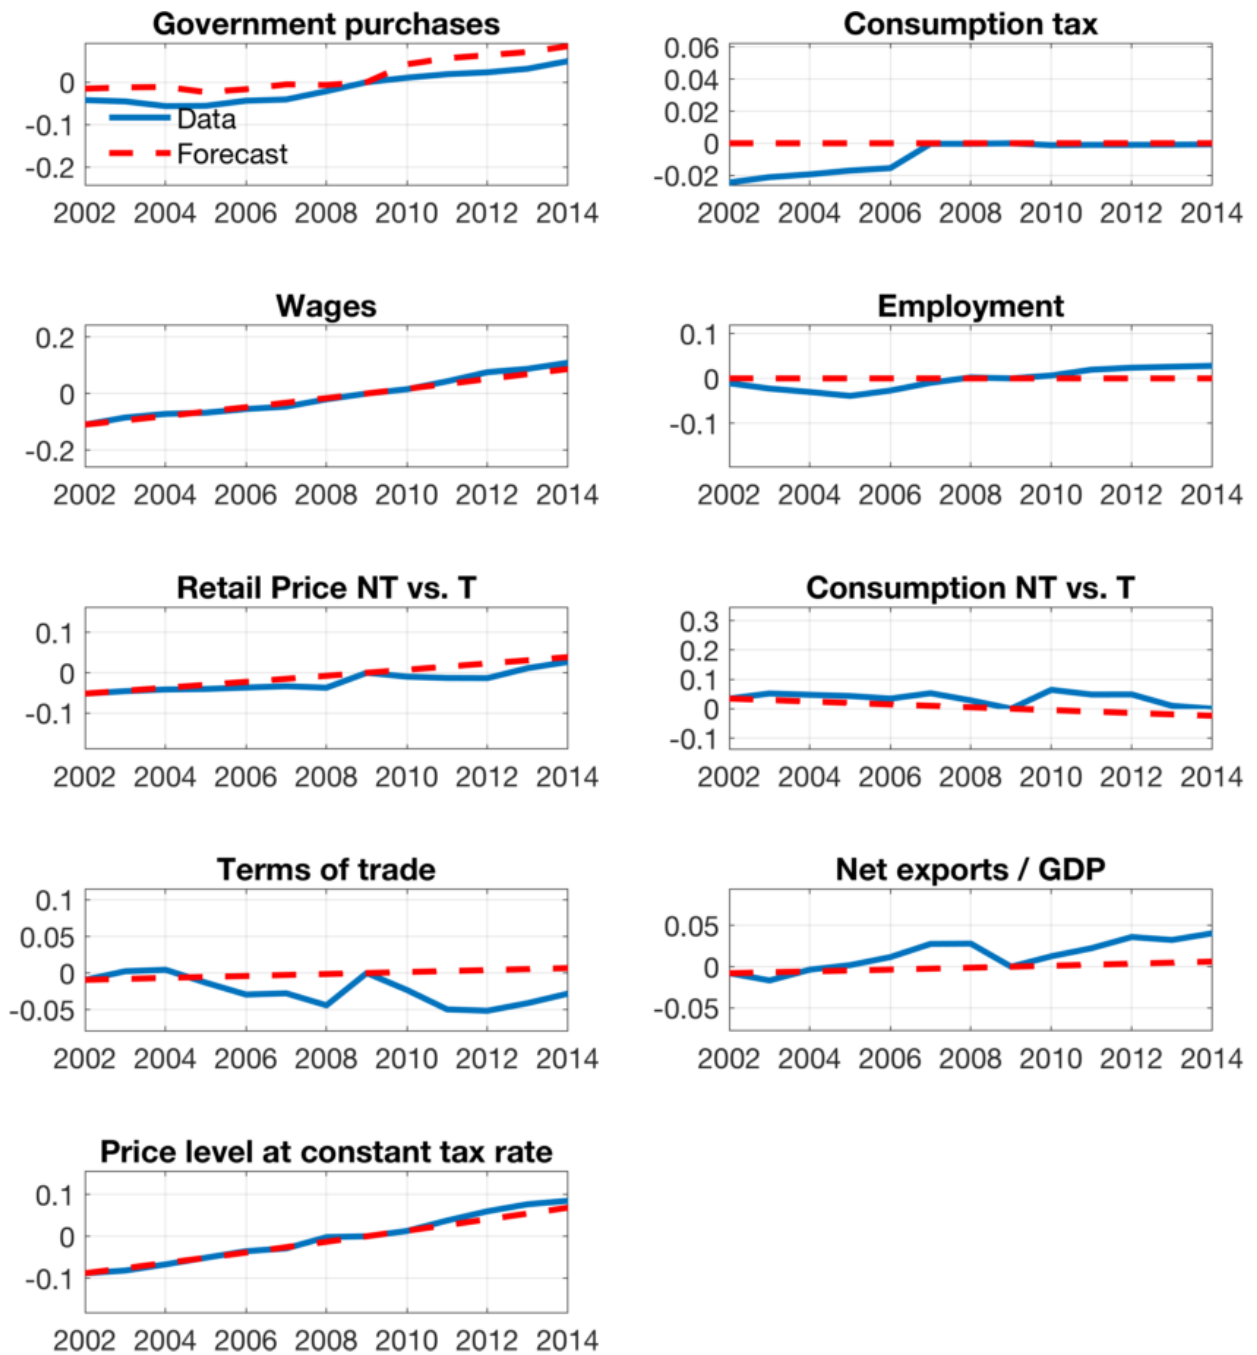 Government purchases
0
-0.1
-0.2
Data
Forecast
2002 2004 2006 2008 2010 2012 2014
Consumption tax
0.06
0.04
0.02
0
-0.02
2002 2004 2006 2008 2010 2012 2014
Wages
0.2
0
-0.2
2002 2004 2006 2008 2010 2012 2014
Employment
0.1
0
-0.1
2002 2004 2006 2008 2010 2012 2014
Retail Price NT vs. T
0.1
0
-0.1
2002 2004 2006 2008 2010 2012 2014
Consumption NT vs. T
0.3
0.2
0.1
0
-0.1
2002 2004 2006 2008 2010 2012 2014
Terms of trade
0.1
0.05
0
-0.05
2002 2004 2006 2008 2010 2012 2014
Net exports / GDP
0.05
0
-0.05
2002 2004 2006 2008 2010 2012 2014
Price level at constant tax rate
0.1
0
-0.1
2002 2004 2006 2008 2010 2012 2014